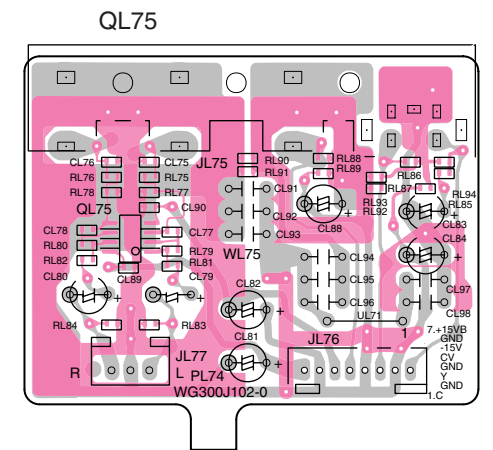 QL75
CL76
CL75
JL75
RL90
RL88
RL76
RL75
RL91
RL89
RL86
RL78
RL77
CL91
RL87
QL75
CL90
RL93
RL94
RL92
RL85
CL78
CL77
CL92
CL88
CL83
RL80
RL79
CL93
CL84
RL82
RL81
WL75
CL94
CL80
CL89
CL79
CL82
CL95
CL97
CL96
CL98
UL71
RL84
RL83
CL81
JL76
1
7.+15VB
GND
-15V
CV
GND
Y
GND
1.C
JL77
R
L
PL74
WG300J102-0
+
+
+
+
+
+
+